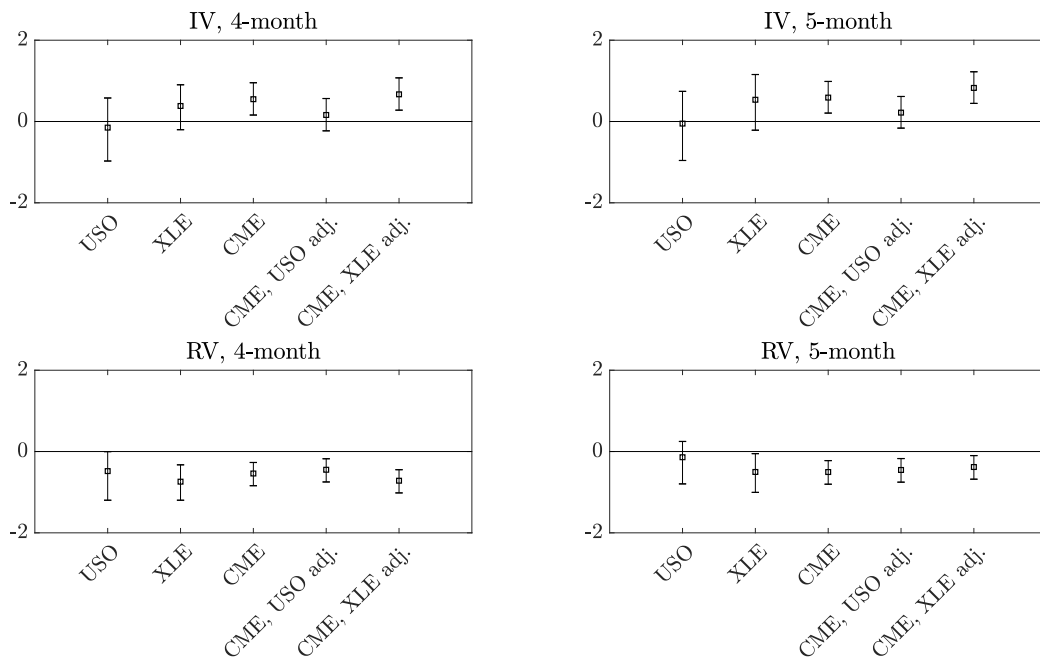 IV, 4-month
2
0
-2
USO
XLE
CME
CME, USO adj.
CME, XLE adj.
IV, 5-month
2
0
-2
USO
XLE
CME
CME, USO adj.
CME, XLE adj.
RV, 4-month
2
0
-2
USO
XLE
CME
CME, USO adj.
CME, XLE adj.
RV, 5-month
2
0
-2
USO
XLE
CME
CME, USO adj.
CME, XLE adj.